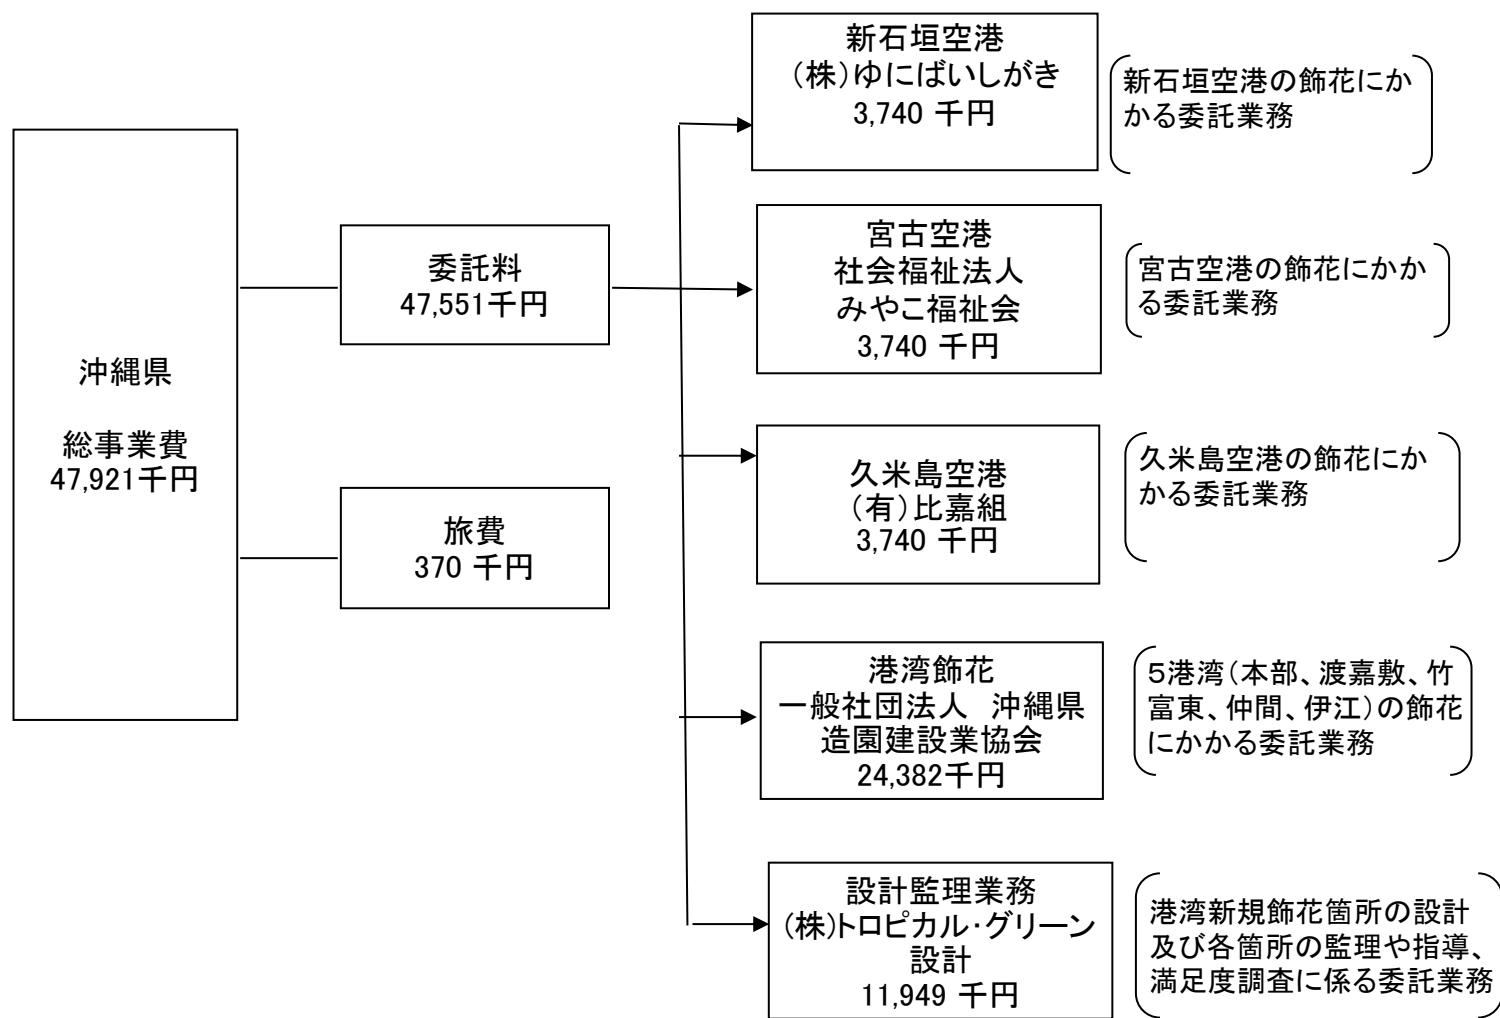 沖縄県
総事業費
47,921千円
委託料
47,551千円
旅費
370 千円
新石垣空港
(株)ゆにばいしがき
3,740 千円
新石垣空港の飾花にか
かる委託業務
宮古空港
社会福祉法人
みやこ福祉会
3,740 千円
宮古空港の飾花にかか
る委託業務
久米島空港
(有)比嘉組
3,740 千円
久米島空港の飾花にか
かる委託業務
港湾飾花
一般社団法人　沖縄県
造園建設業協会
24,382千円
5港湾(本部、渡嘉敷、竹
富東、仲間、伊江)の飾花
にかかる委託業務
設計監理業務
(株)トロピカル・グリーン
設計
11,949 千円
港湾新規飾花箇所の設計
及び各箇所の監理や指導、
満足度調査に係る委託業務